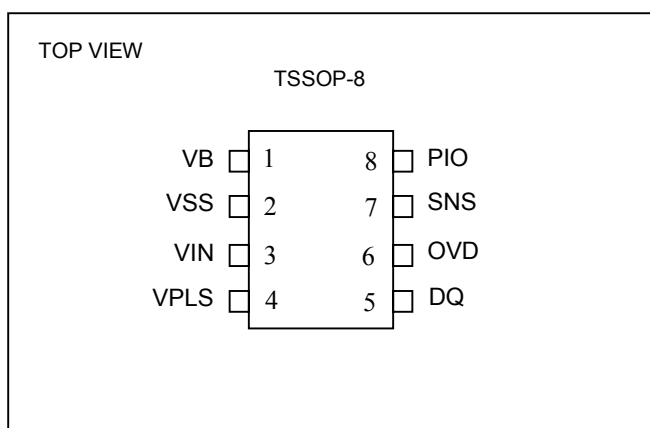 TOP VIEW
TSSOP-8
VB 1 8 PIO
VSS 2 7 SNS
VIN 3 6 OVD
VPLS 4 5 DQ